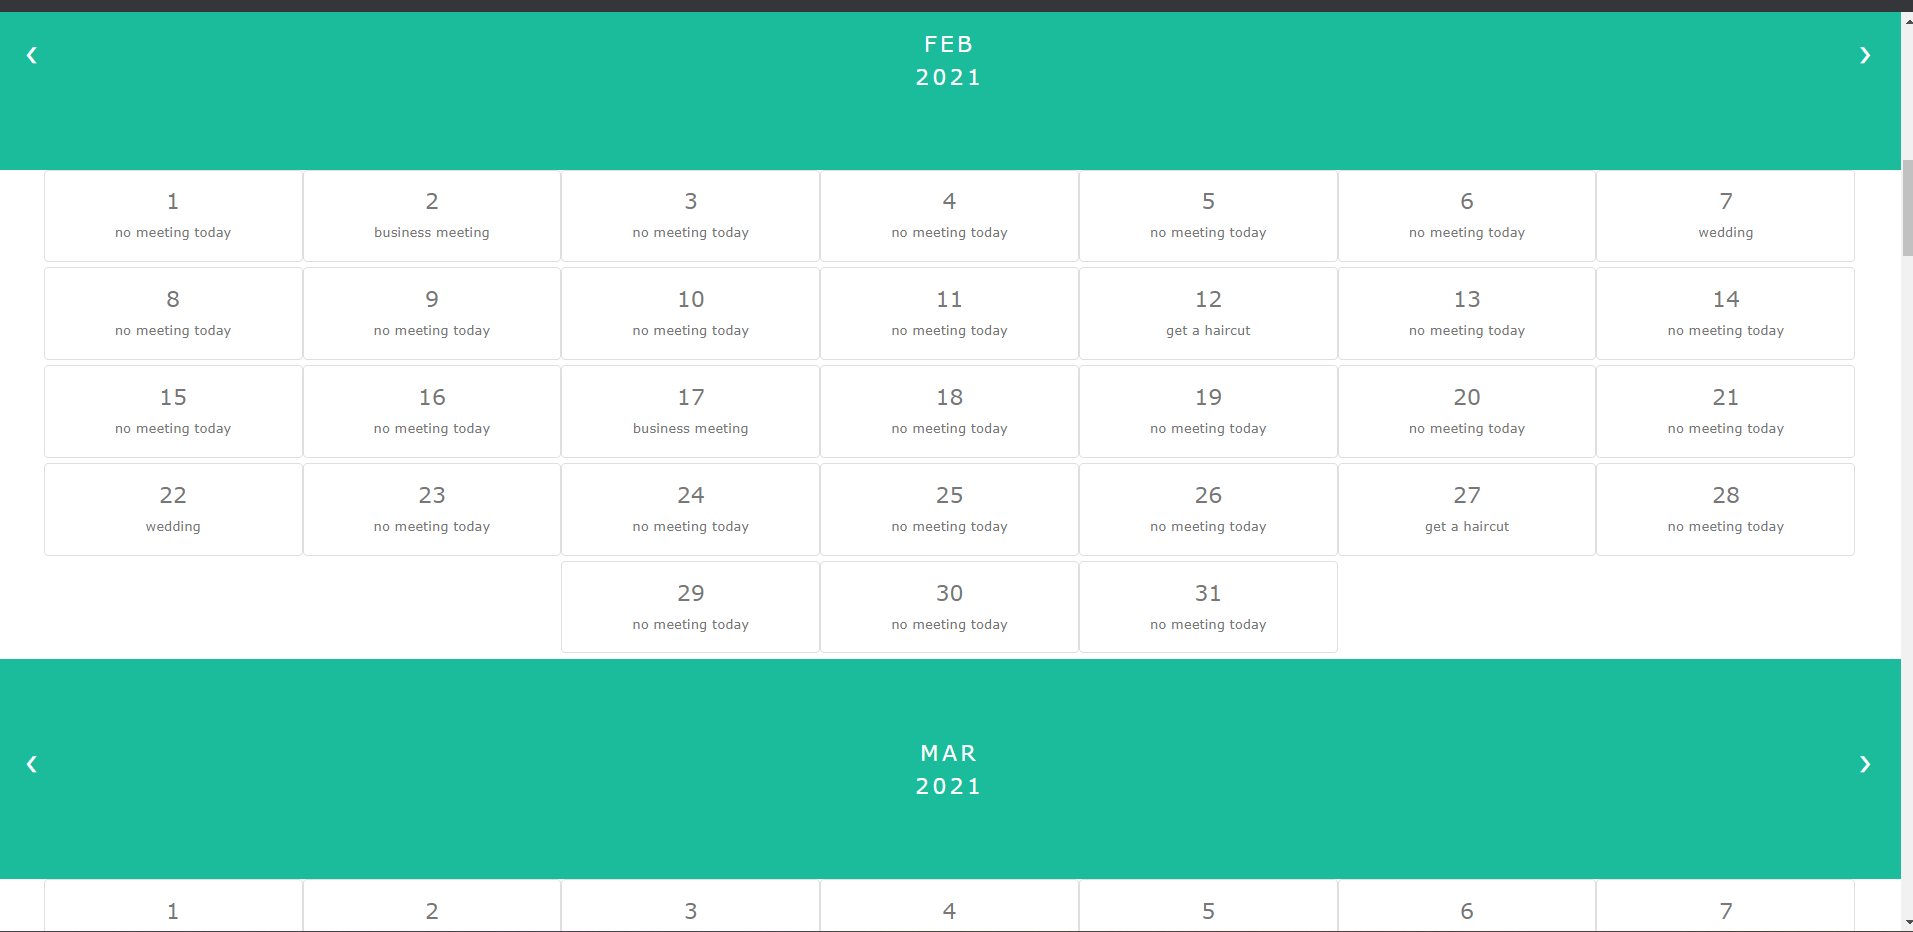 ‹
FEB
›
2021
1 2 3 4 5 6 7
no meeting today business meeting no meeting today no meeting today no meeting today no meeting today wedding
8 9 10 11 12 13 14
no meeting today no meeting today no meeting today no meeting today get a haircut no meeting today no meeting today
15 16 17 18 19 20 21
no meeting today no meeting today business meeting no meeting today no meeting today no meeting today no meeting today
22 23 24 25 26 27 28
wedding no meeting today no meeting today no meeting today no meeting today get a haircut no meeting today
29 30 31
no meeting today no meeting today no meeting today
‹
MAR
›
2021
1 2 3 4 5 6 7